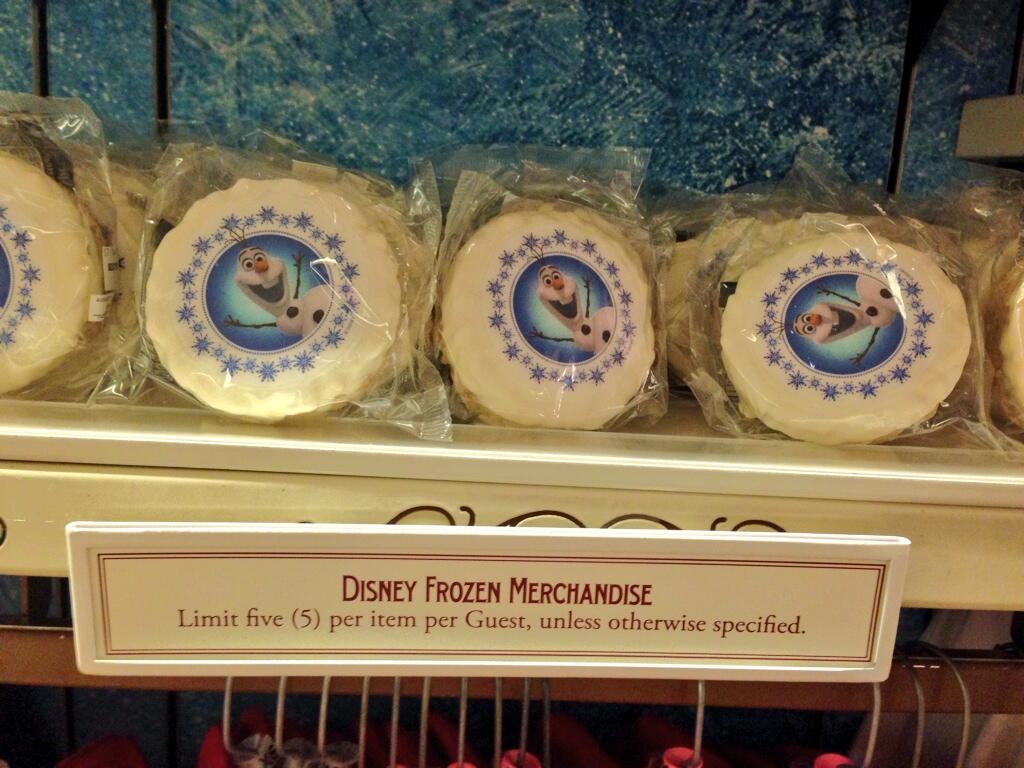 Disney Frozen Merchandise
Limit five (5) per item per Guest, unless otherwise specified.